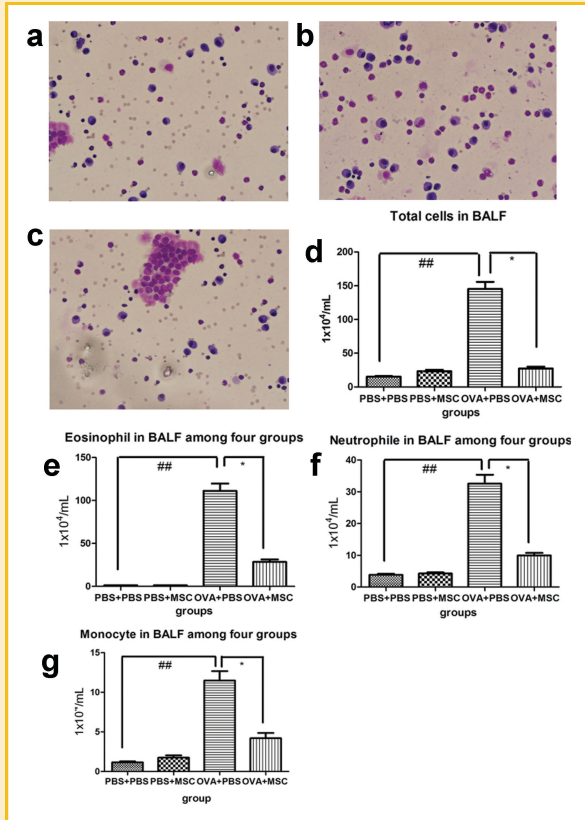 a
b
c
Total cells in BALF
d
200
150
100
50
0
1x10⁴/mL
##
*
PBS+PBS PBS+MSC OVA+PBS OVA+MSC
groups
Eosinophil in BALF among four groups
e
150
100
50
0
1x10⁴/mL
##
*
PBS+PBS PBS+MSC OVA+PBS OVA+MSC
groups
Neutrophile in BALF among four groups
f
40
30
20
10
0
1x10⁴/mL
##
*
PBS+PBS PBS+MSC OVA+PBS OVA+MSC
groups
Monocyte in BALF among four groups
g
15
10
5
0
##
*
PBS+PBS PBS+MSC OVA+PBS OVA+MSC
group